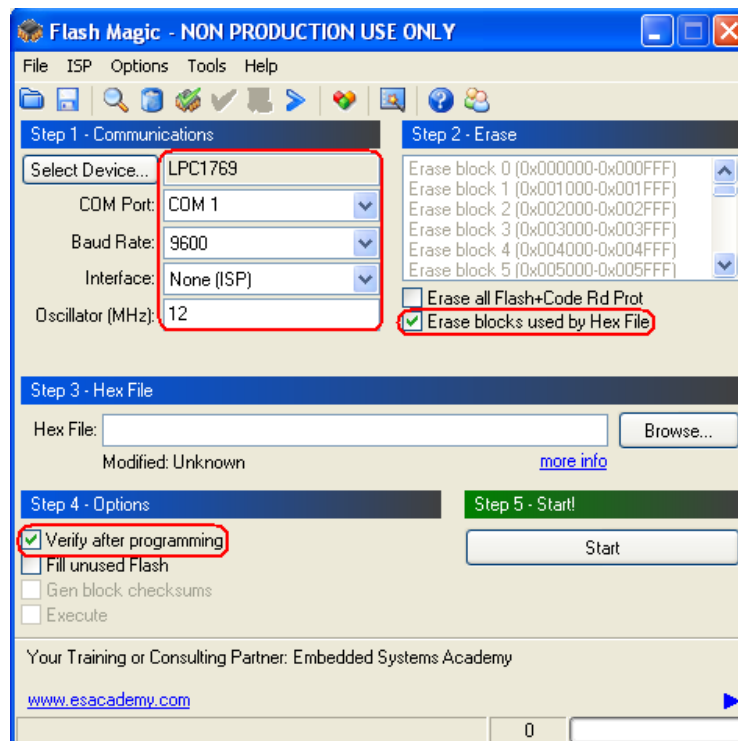 Flash Magic - NON PRODUCTION USE ONLY
File ISP Options Tools Help
Step 1 - Communications
Select Device... LPC1769
COM Port: COM 1
Baud Rate: 9600
Interface: None (ISP)
Oscillator (MHz): 12
Step 2 - Erase
Erase block 0 (0x000000-0x000FFF)
Erase block 1 (0x001000-0x001FFF)
Erase block 2 (0x002000-0x002FFF)
Erase block 3 (0x003000-0x003FFF)
Erase block 4 (0x004000-0x004FFF)
Erase block 5 (0x005000-0x005FFF)
Erase all Flash+Code Rd Prot
Erase blocks used by Hex File
Step 3 - Hex File
Hex File: Browse...
Modified: Unknown more info
Step 4 - Options
Verify after programming
Fill unused Flash
Gen block checksums
Execute
Step 5 - Start!
Start
Your Training or Consulting Partner: Embedded Systems Academy
www.esacademy.com
0